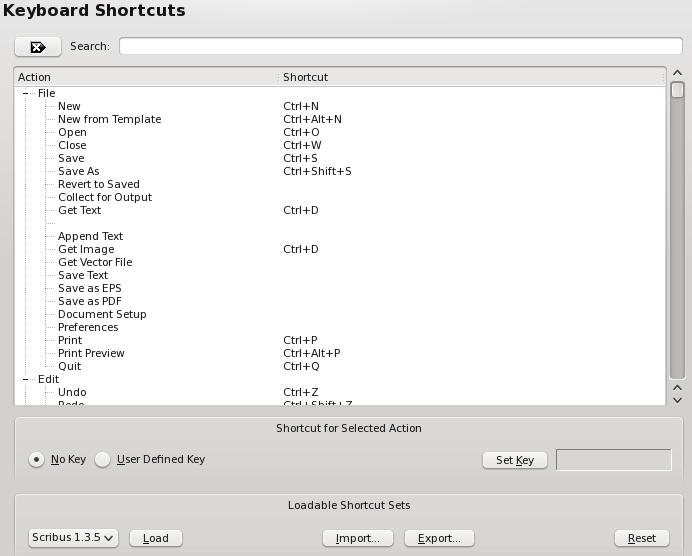 Keyboard Shortcuts
Search:
Action Shortcut
File
New Ctrl+N
New from Template Ctrl+Alt+N
Open Ctrl+O
Close Ctrl+W
Save Ctrl+S
Save As Ctrl+Shift+S
Revert to Saved
Collect for Output
Get Text Ctrl+D
Append Text
Get Image Ctrl+D
Get Vector File
Save Text
Save as EPS
Save as PDF
Document Setup
Preferences
Print Ctrl+P
Print Preview Ctrl+Alt+P
Quit Ctrl+Q
Edit
Undo Ctrl+Z
Redo Ctrl+Shift+Z
Shortcut for Selected Action
No Key User Defined Key Set Key
Loadable Shortcut Sets
Scribus 1.3.5 Load Import... Export... Reset